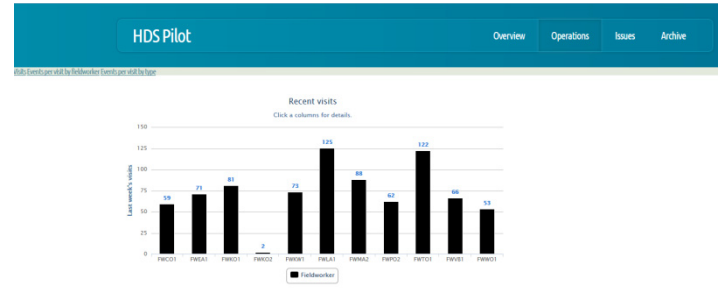 HDS Pilot
Overview Operations Issues Archive
Visits Events per visit by fieldworker Events per visit by type
Recent visits
Click a columns for details.
Last week's visits
150
125
100
75
50
25
0
59 71 81 2 73 125 88 62 122 66 53
FWCO1 FWEA1 FWKO1 FWKO2 FWKW1 FWLA1 FWMA2 FWPO2 FWTO1 FWVB1 FWWO1
Fieldworker